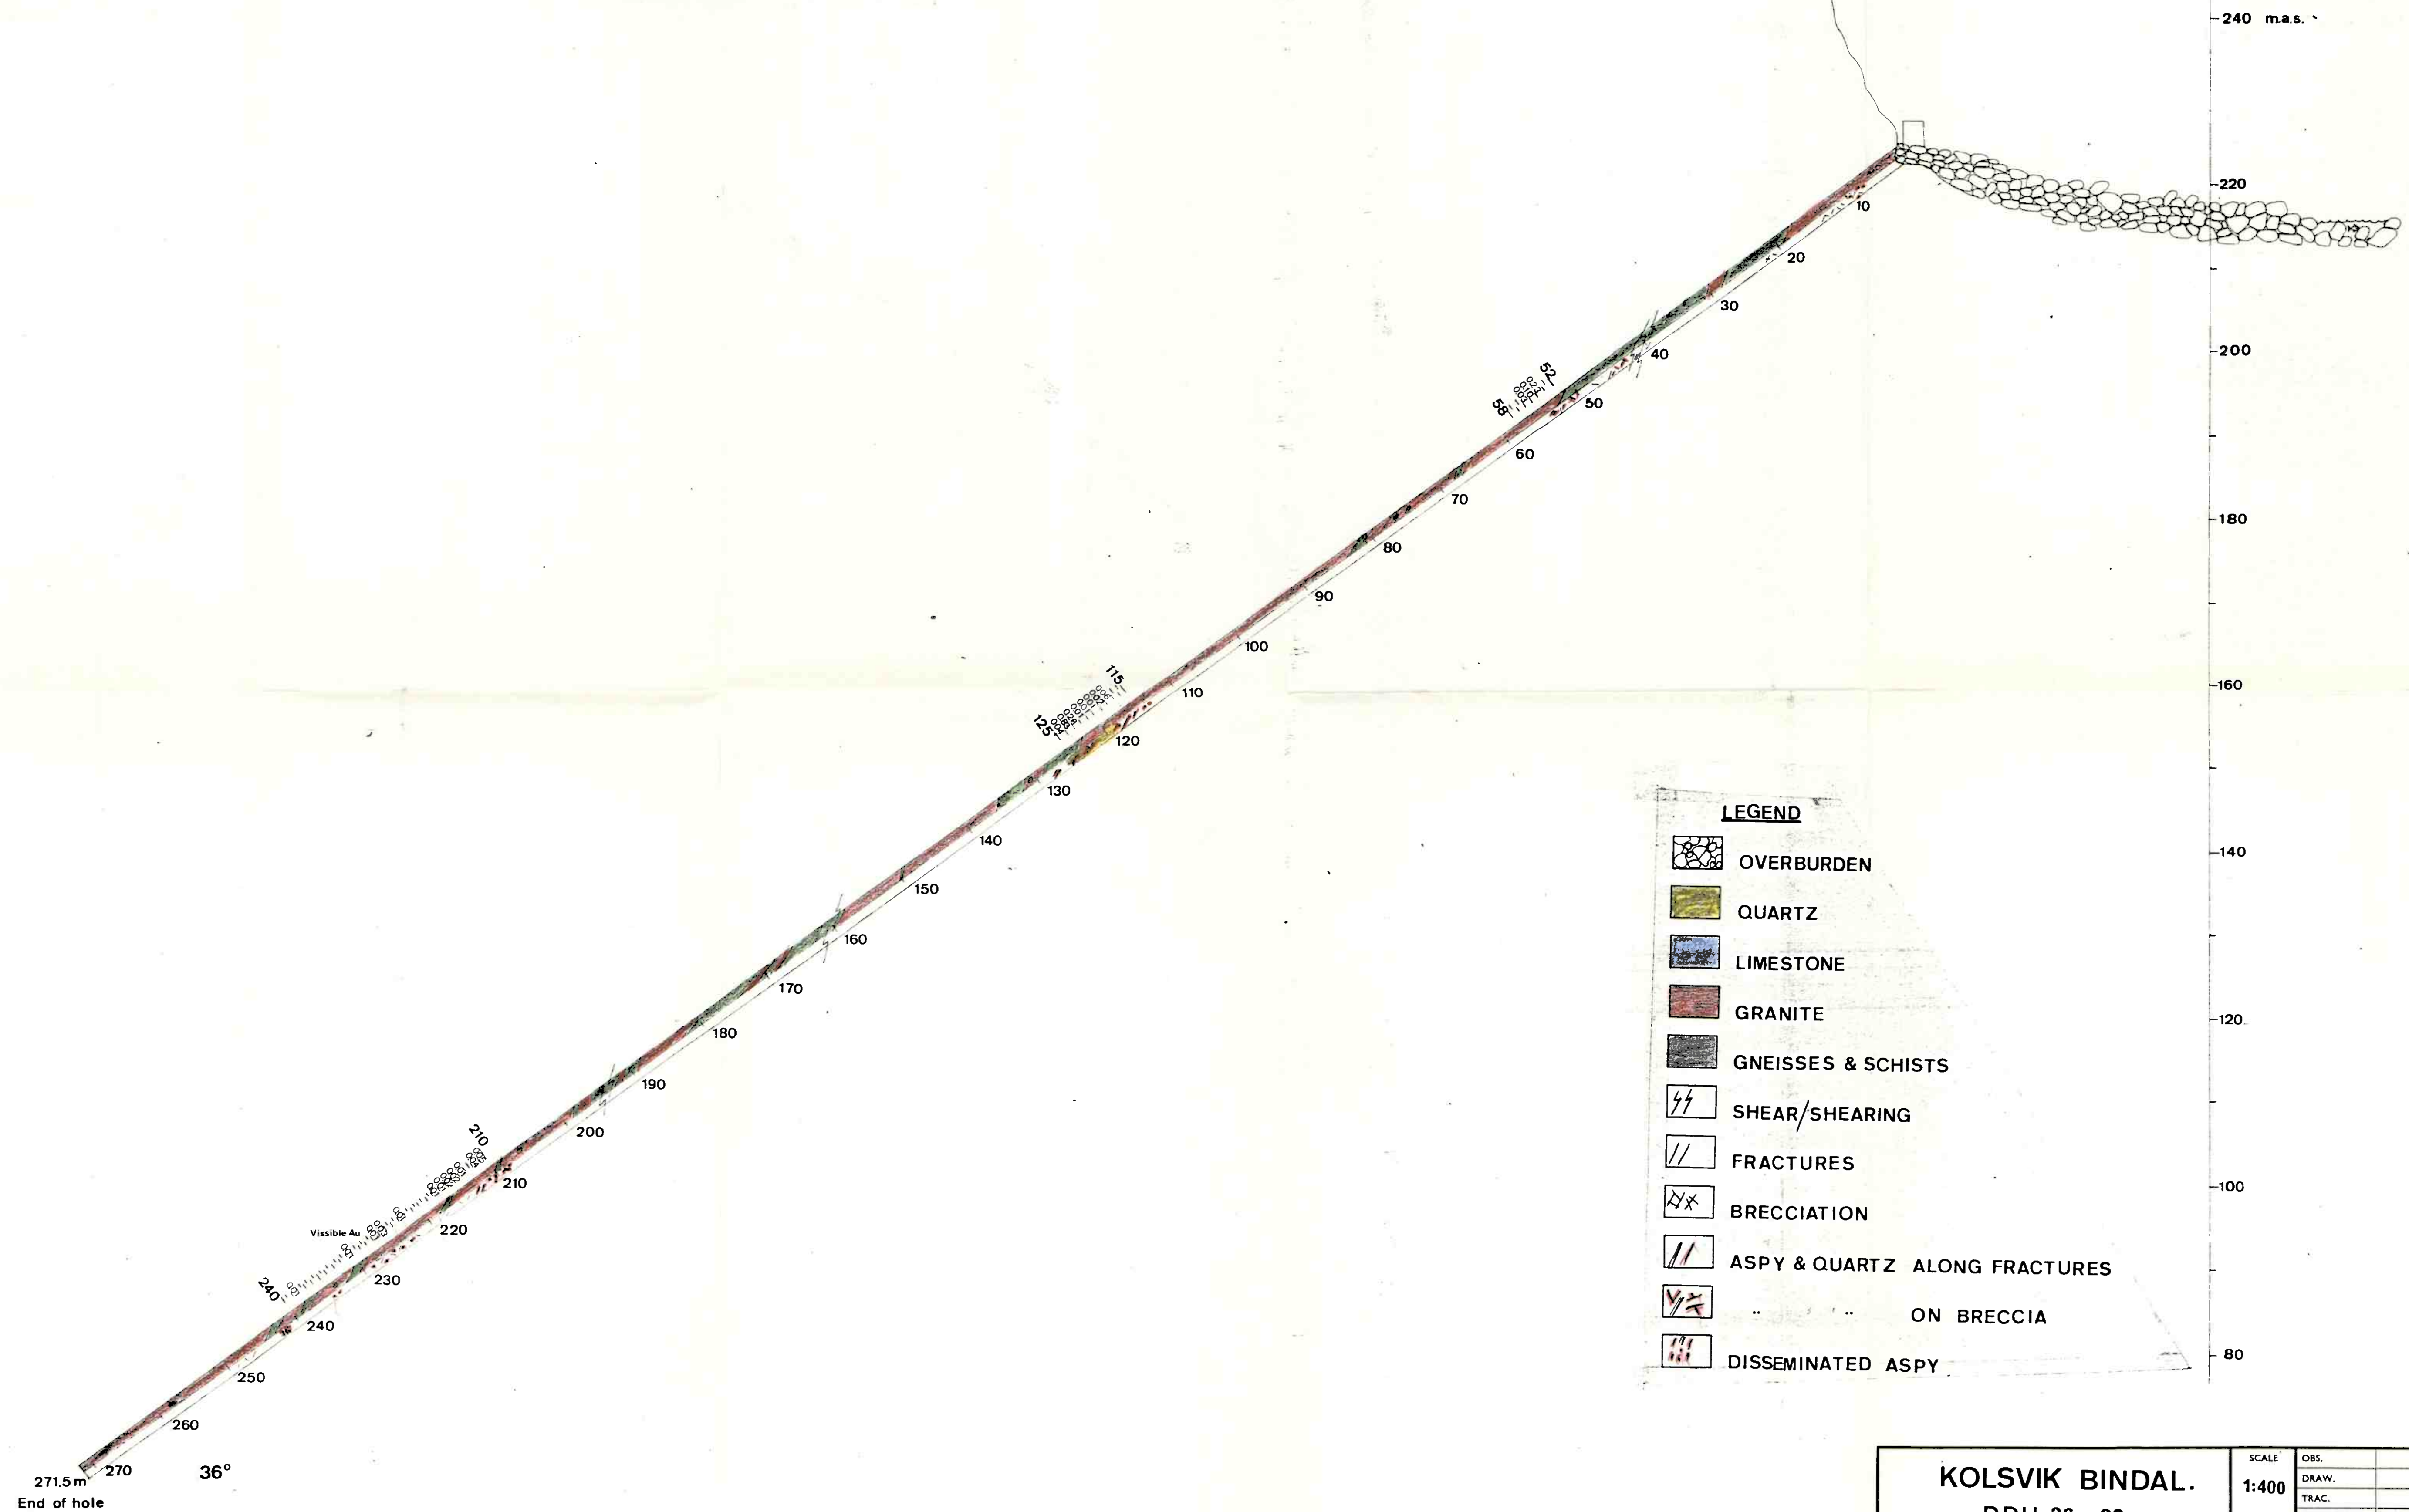 240 m.a.s.
220
200
180
160
140
120
100
80
10
20
30
40
50
60
70
80
90
100
110
120
130
140
150
160
170
180
190
200
210
220
230
240
250
260
270
52
58
115
125
210
Vissible Au
240
271.5 m
End of hole
36°
LEGEND
OVERBURDEN
QUARTZ
LIMESTONE
GRANITE
GNEISSES & SCHISTS
SHEAR/SHEARING
FRACTURES
BRECCIATION
ASPY & QUARTZ ALONG FRACTURES
" " ON BRECCIA
DISSEMINATED ASPY
KOLSVIK BINDAL.
SCALE
1:400
OBS.
DRAW.
TRAC.